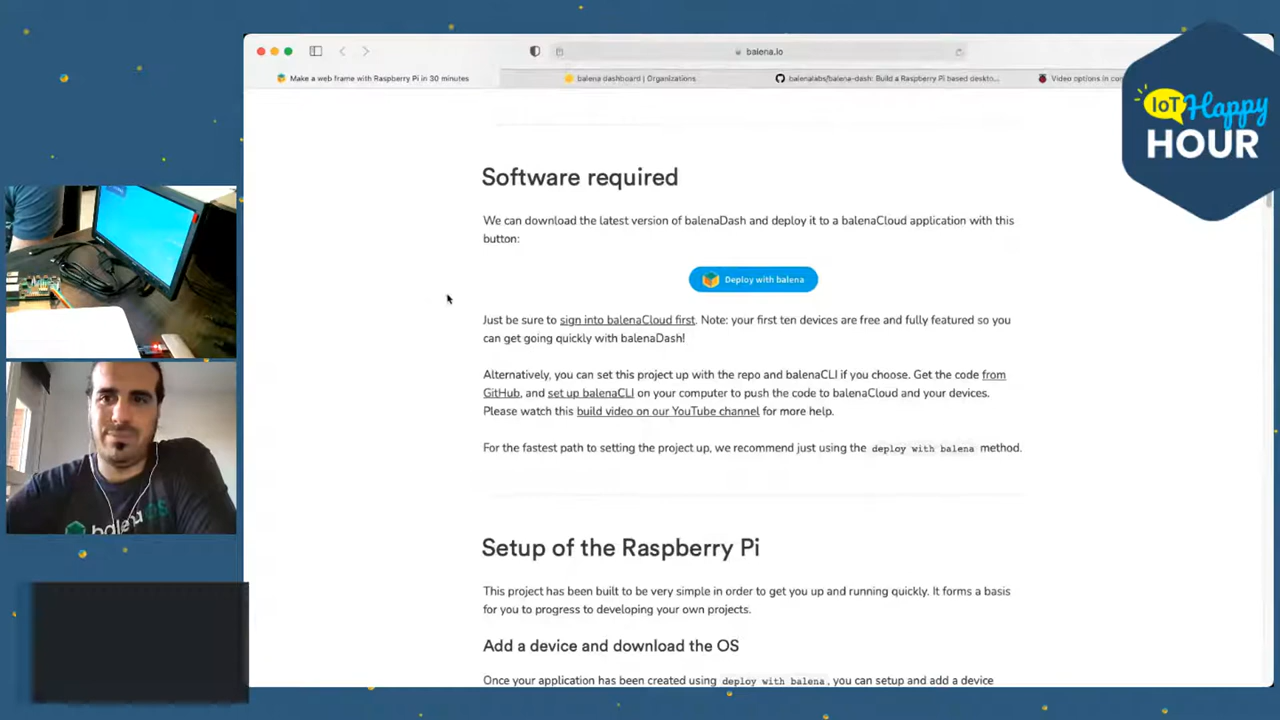 balena.io
Make a web frame with Raspberry Pi in 30 minutes
balena dashboard | Organizations
balenalabs/balena-dash: Build a Raspberry Pi based deskto...
Video options in con
IoT Happy
HOUR
Software required
We can download the latest version of balenaDash and deploy it to a balenaCloud application with this
button:
Deploy with balena
Just be sure to sign into balenaCloud first. Note: your first ten devices are free and fully featured so you
can get going quickly with balenaDash!
Alternatively, you can set this project up with the repo and balenaCLI if you choose. Get the code from
GitHub, and set up balenaCLI on your computer to push the code to balenaCloud and your devices.
Please watch this build video on our YouTube channel for more help.
For the fastest path to setting the project up, we recommend just using the deploy with balena method.
Setup of the Raspberry Pi
This project has been built to be very simple in order to get you up and running quickly. It forms a basis
for you to progress to developing your own projects.
Add a device and download the OS
Once your application has been created using deploy with balena, you can setup and add a device
balenaOS